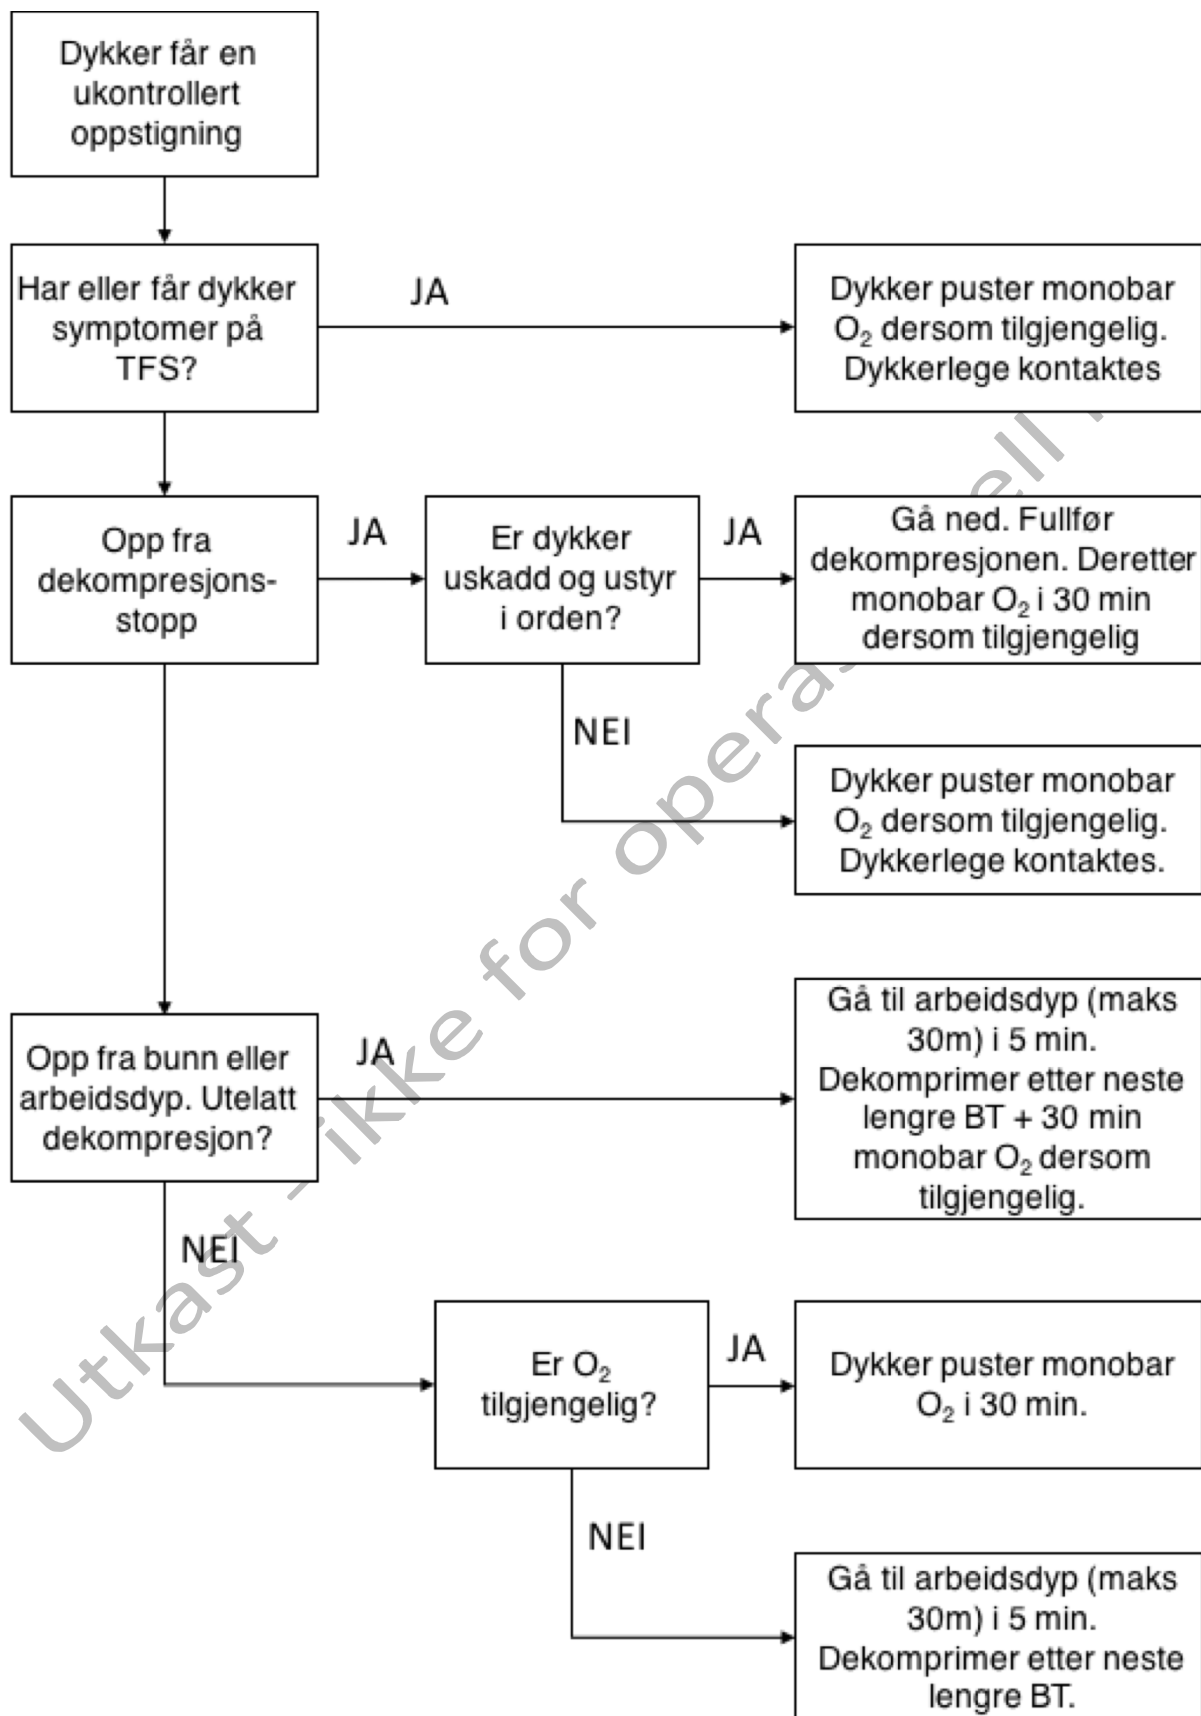 Dykker får en
ukontrollert
oppstigning
Har eller får dykker
symptomer på
TFS?
JA
Dykker puster monobar
O₂ dersom tilgjengelig.
Dykkerlege kontaktes
Opp fra
dekompresjons-
stopp
JA
Er dykker
uskadd og ustyr
i orden?
JA
Gå ned. Fullfør
dekompresjonen. Deretter
monobar O₂ i 30 min
dersom tilgjengelig
NEI
Dykker puster monobar
O₂ dersom tilgjengelig.
Dykkerlege kontaktes.
Opp fra bunn eller
arbeidsdyp. Utelatt
dekompresjon?
JA
Gå til arbeidsdyp (maks
30m) i 5 min.
Dekomprimer etter neste
lengre BT + 30 min
monobar O₂ dersom
tilgjengelig.
NEI
Er O₂
tilgjengelig?
JA
Dykker puster monobar
O₂ i 30 min.
NEI
Gå til arbeidsdyp (maks
30m) i 5 min.
Dekomprimer etter neste
lengre BT.
Utkast - ikke for